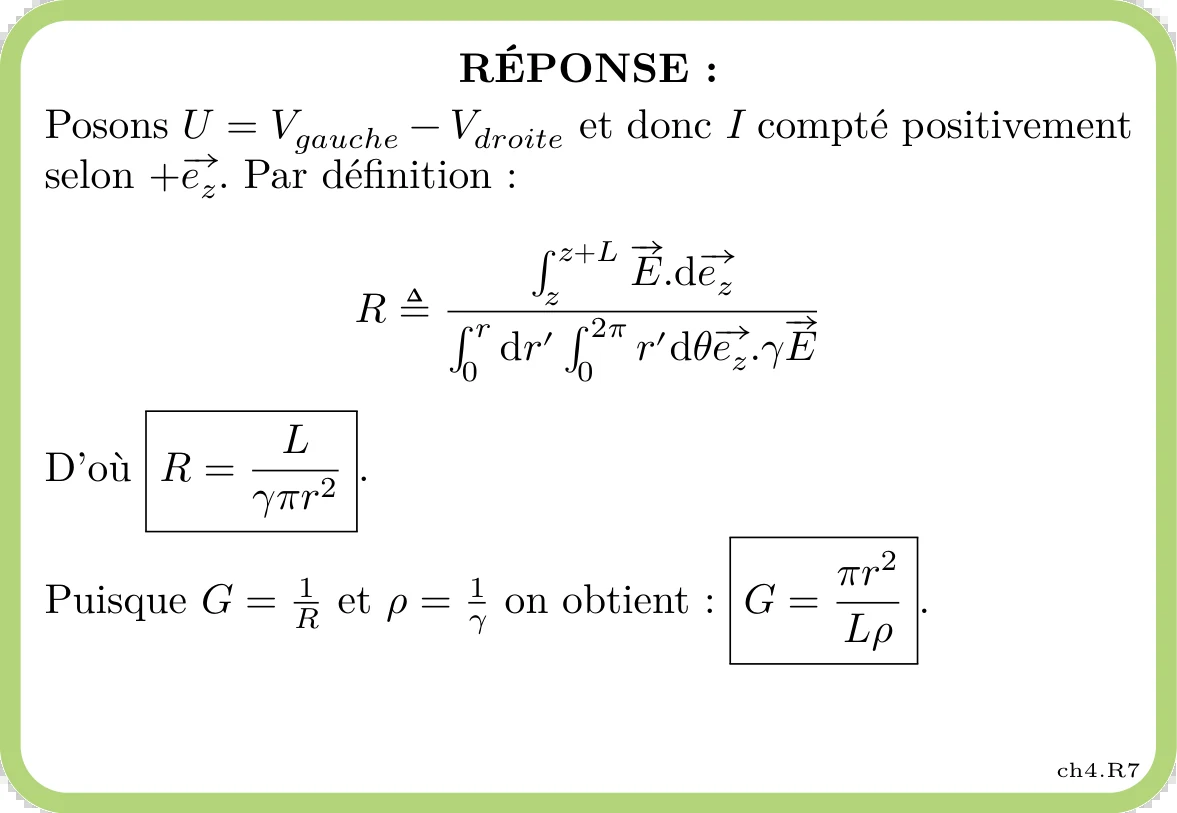 RÉPONSE :
Posons $U = V_{gauche} - V_{droite}$ et donc $I$ compté positivement
selon $+\overrightarrow{e_z}$. Par définition :
$R \triangleq \frac{\int_z^{z+L} \overrightarrow{E}.\mathrm{d}\overrightarrow{e_z}}{\int_0^r \mathrm{d}r' \int_0^{2\pi} r'\mathrm{d}\theta\overrightarrow{e_z}.\gamma\overrightarrow{E}}$
D'où $\boxed{R = \frac{L}{\gamma\pi r^2}}$.
Puisque $G = \frac{1}{R}$ et $\rho = \frac{1}{\gamma}$ on obtient : $\boxed{G = \frac{\pi r^2}{L\rho}}$.
ch4.R7